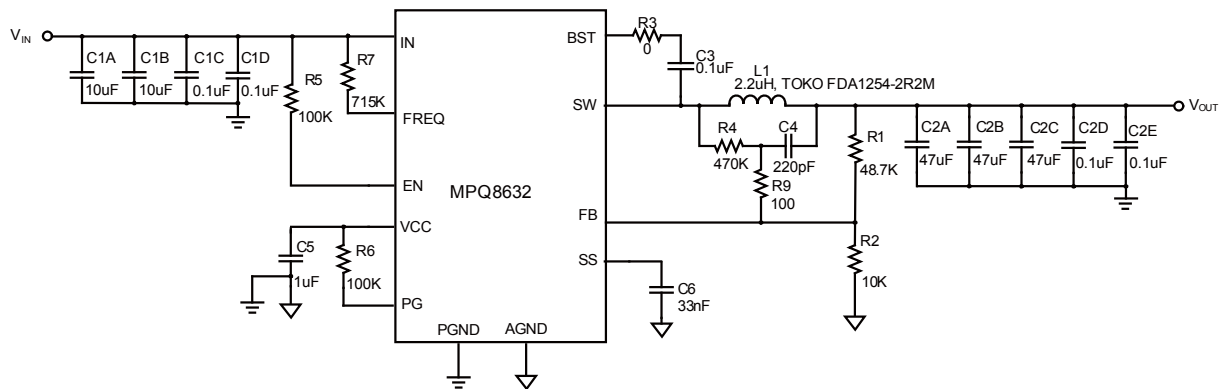 V_IN
C1A
10uF
C1B
10uF
C1C
0.1uF
C1D
0.1uF
R5
100K
R7
715K
IN
FREQ
EN
VCC
PG
C5
1uF
R6
100K
MPQ8632
PGND
AGND
BST
SW
FB
SS
R3
0
C3
0.1uF
L1
2.2uH, TOKO FDA1254-2R2M
R4
470K
C4
220pF
R9
100
R1
48.7K
R2
10K
C6
33nF
C2A
47uF
C2B
47uF
C2C
47uF
C2D
0.1uF
C2E
0.1uF
V_OUT